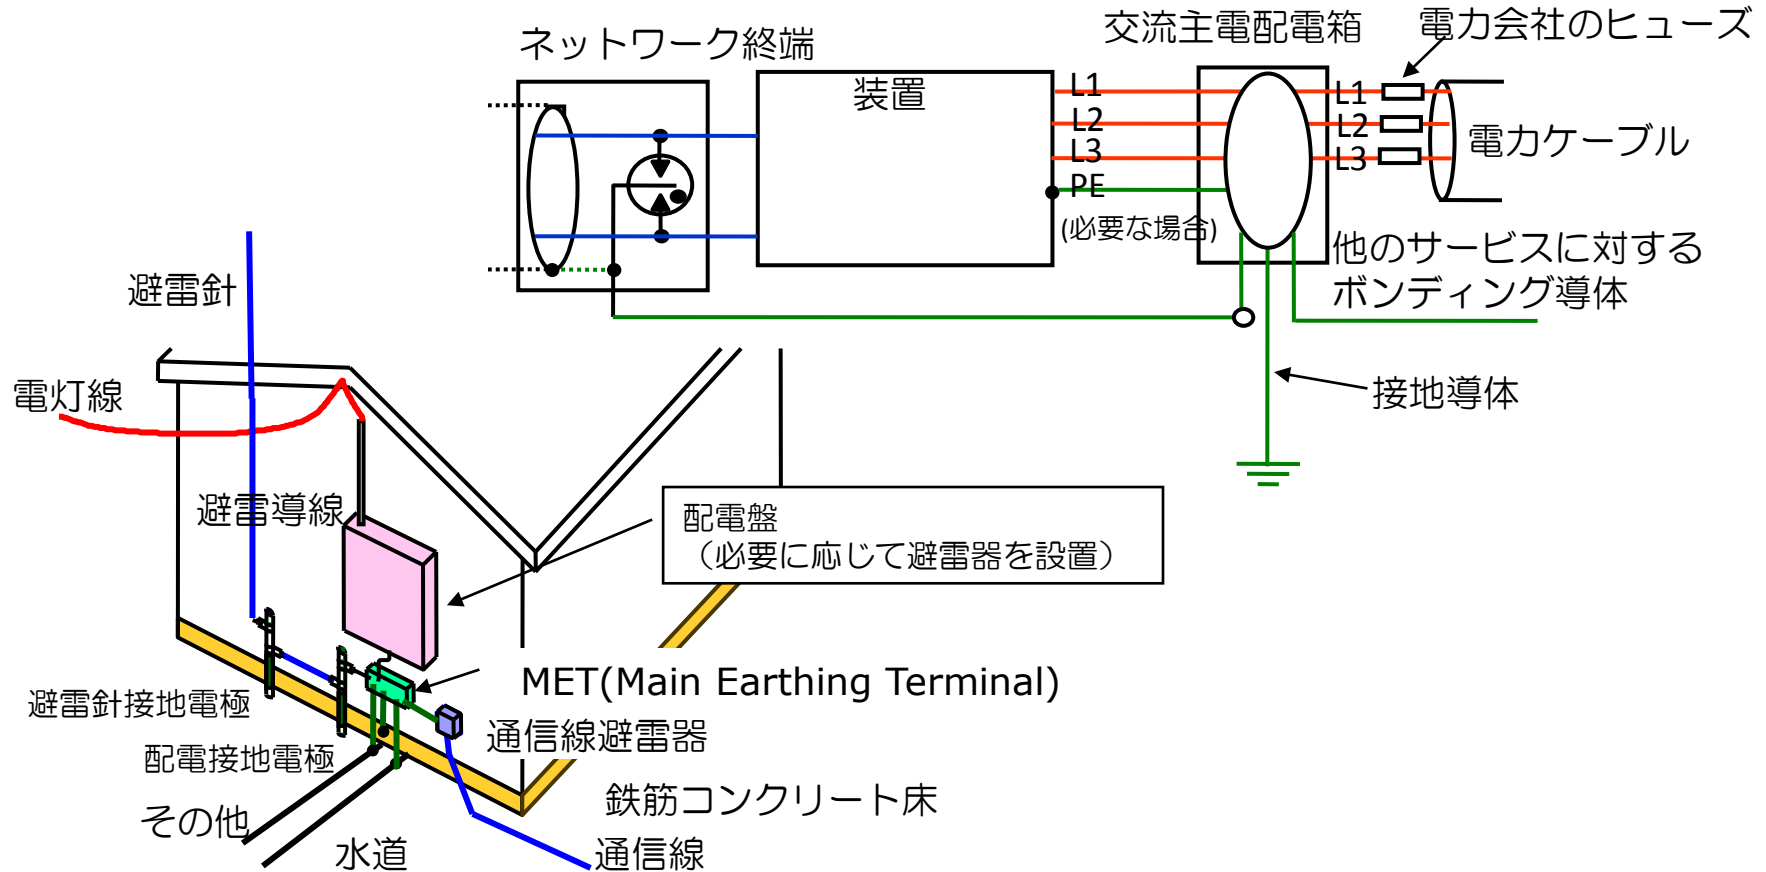 ネットワーク終端
交流主電配電箱
電力会社のヒューズ
装置
L1
L2
L3
PE
(必要な場合)
L1
L2
L3
電力ケーブル
他のサービスに対する
ボンディング導体
接地導体
避雷針
電灯線
避雷導線
配電盤
（必要に応じて避雷器を設置）
MET(Main Earthing Terminal)
避雷針接地電極
通信線避雷器
配電接地電極
鉄筋コンクリート床
その他
水道
通信線